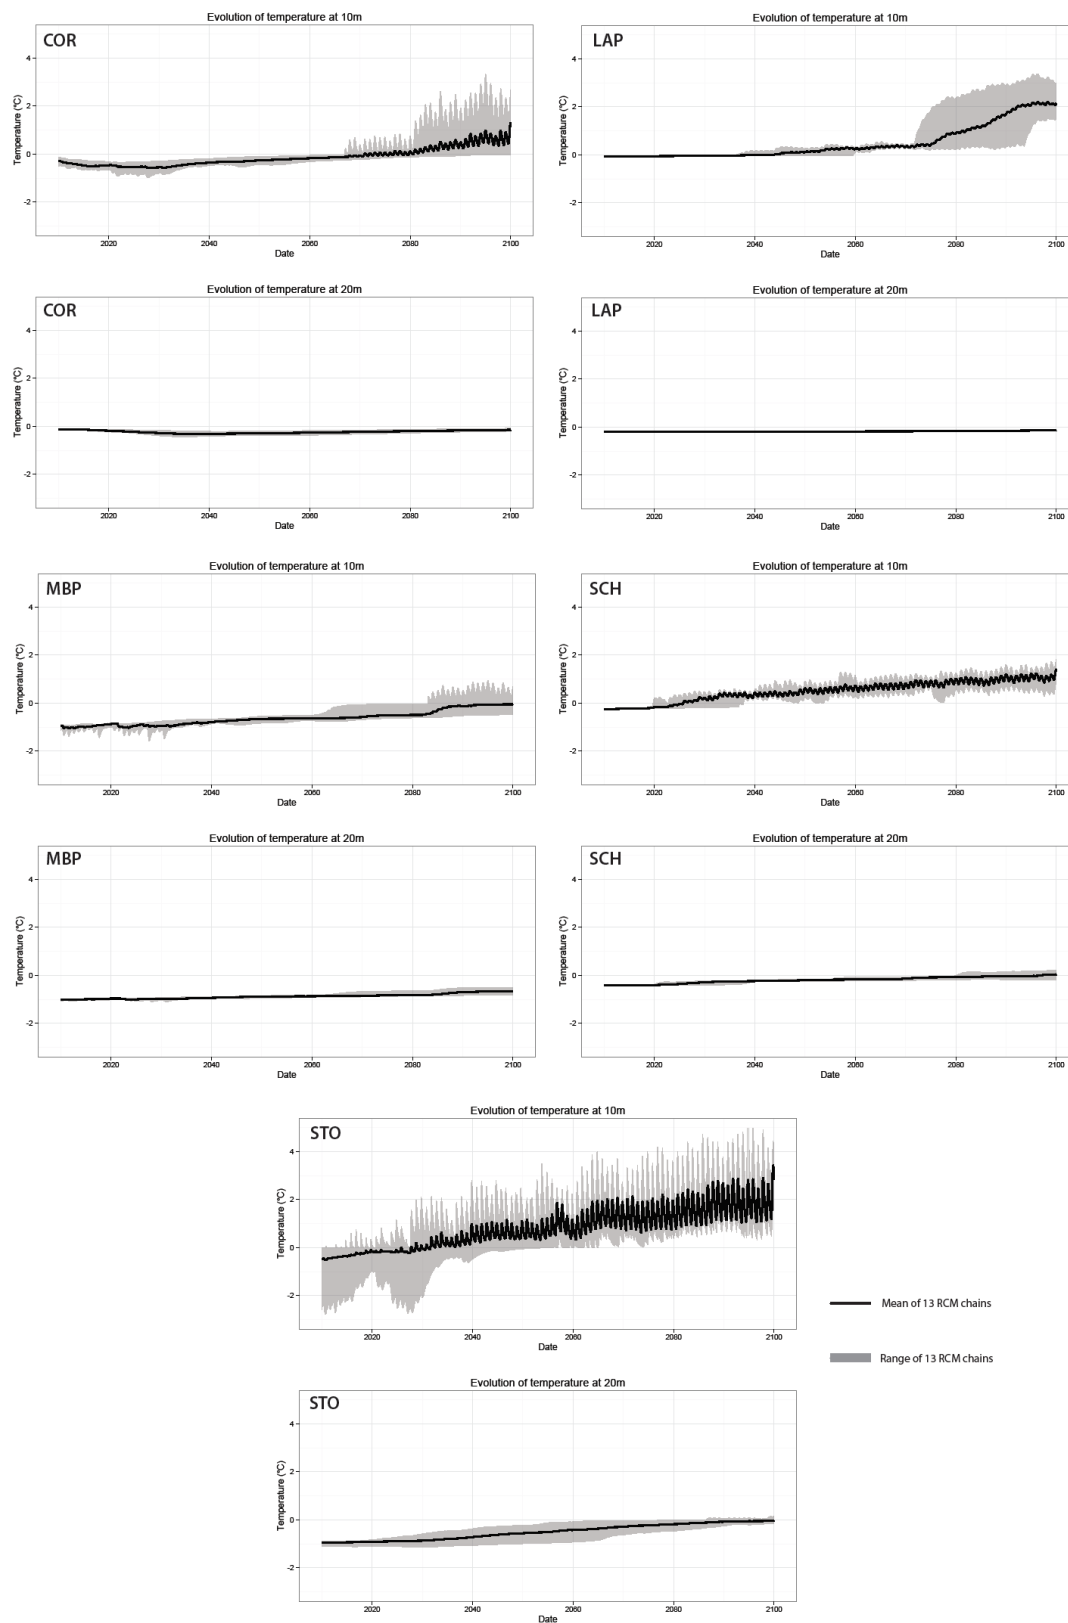 Evolution of temperature at 10m
COR
Temperature (°C)
4
2
0
-2
2020 2040 2060 2080 2100
Date
Evolution of temperature at 10m
LAP
Temperature (°C)
4
2
0
-2
2020 2040 2060 2080 2100
Date
Evolution of temperature at 20m
COR
Temperature (°C)
4
2
0
-2
2020 2040 2060 2080 2100
Date
Evolution of temperature at 20m
LAP
Temperature (°C)
4
2
0
-2
2020 2040 2060 2080 2100
Date
Evolution of temperature at 10m
MBP
Temperature (°C)
4
2
0
-2
2020 2040 2060 2080 2100
Date
Evolution of temperature at 10m
SCH
Temperature (°C)
4
2
0
-2
2020 2040 2060 2080 2100
Date
Evolution of temperature at 20m
MBP
Temperature (°C)
4
2
0
-2
2020 2040 2060 2080 2100
Date
Evolution of temperature at 20m
SCH
Temperature (°C)
4
2
0
-2
2020 2040 2060 2080 2100
Date
Evolution of temperature at 10m
STO
Temperature (°C)
4
2
0
-2
2020 2040 2060 2080 2100
Date
Mean of 13 RCM chains
Range of 13 RCM chains
Evolution of temperature at 20m
STO
Temperature (°C)
4
2
0
-2
2020 2040 2060 2080 2100
Date